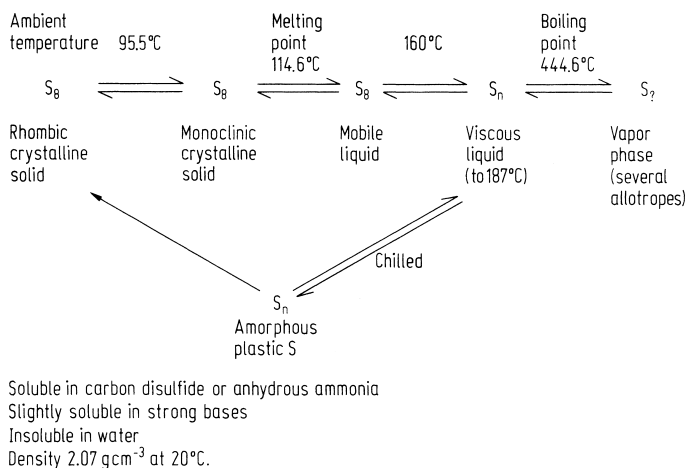 Ambient
temperature
95.5°C
Melting
point
114.6°C
160°C
Boiling
point
444.6°C
S₈
S₈
S₈
Sₙ
S?
Rhombic
crystalline
solid
Monoclinic
crystalline
solid
Mobile
liquid
Viscous
liquid
(to 187°C)
Vapor
phase
(several
allotropes)
Chilled
Sₙ
Amorphous
plastic S
Soluble in carbon disulfide or anhydrous ammonia
Slightly soluble in strong bases
Insoluble in water
Density 2.07 gcm⁻³ at 20°C.